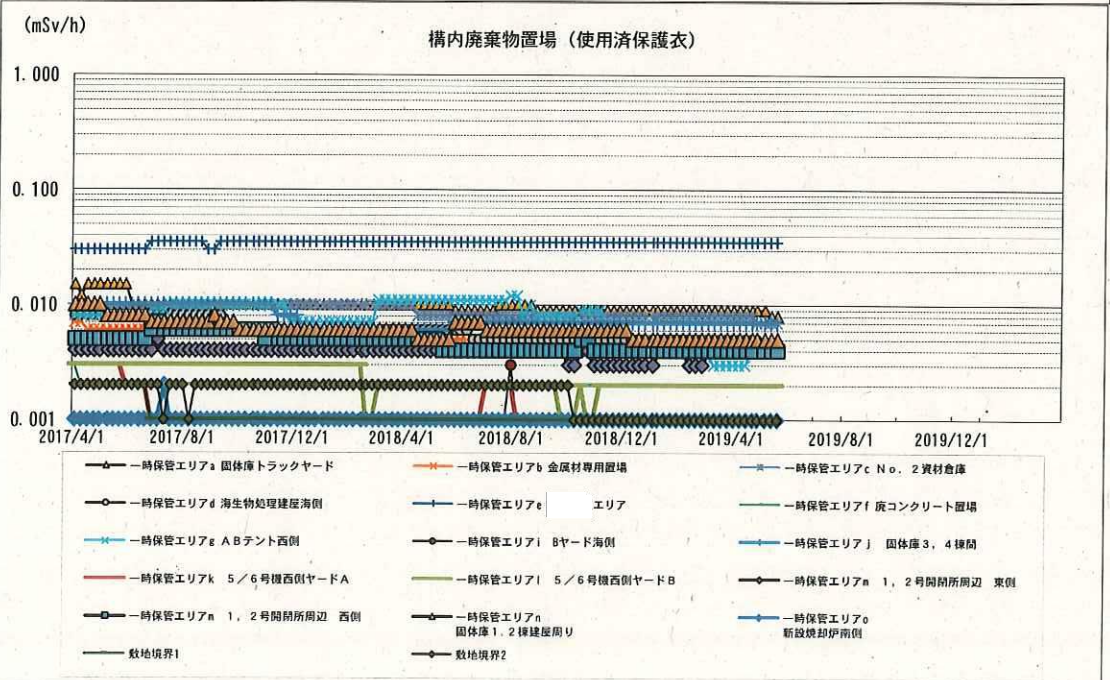 (mSv/h)
構内廃棄物置場（使用済保護衣）
1.000
0.100
0.010
0.001
2017/4/1 2017/8/1 2017/12/1 2018/4/1 2018/8/1 2018/12/1 2019/4/1 2019/8/1 2019/12/1
一時保管エリアa 固体庫トラックヤード
一時保管エリアb 金属材専用置場
一時保管エリアc No．2資材倉庫
一時保管エリアd 海生物処理建屋海側
一時保管エリアe エリア
一時保管エリアf 廃コンクリート置場
一時保管エリアg ABテント西側
一時保管エリアi Bヤード海側
一時保管エリアj 固体庫3，4棟間
一時保管エリアk 5／6号機西側ヤードA
一時保管エリアl 5／6号機西側ヤードB
一時保管エリアm 1，2号開閉所周辺 東側
一時保管エリアm 1，2号開閉所周辺 西側
一時保管エリアn
固体庫1.2棟建屋周り
一時保管エリアo
新設焼却炉南側
敷地境界1
敷地境界2